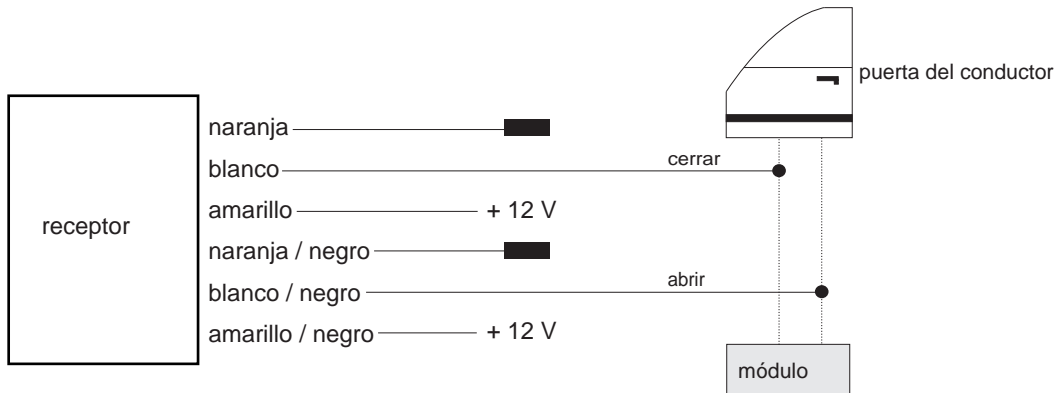 puerta del conductor
naranja
blanco
cerrar
amarillo
+ 12 V
receptor
naranja / negro
blanco / negro
abrir
amarillo / negro
+ 12 V
módulo